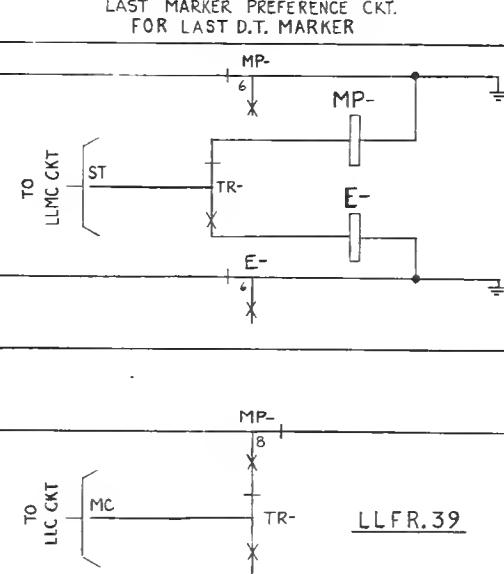 LAST MARKER PREFERENCE CKT.
FOR LAST D.T. MARKER
MP-
6
MP-
TO
LLMC CKT
ST
TR-
E-
E-
6
MP-
8
TO
LLC CKT
MC
TR-
LLFR.39